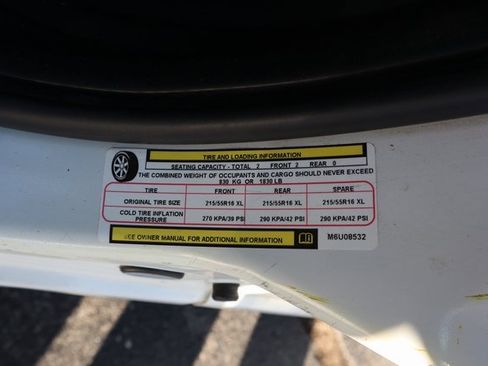 TIRE AND LOADING INFORMATION
SEATING CAPACITY - TOTAL 2 FRONT 2 REAR 0
THE COMBINED WEIGHT OF OCCUPANTS AND CARGO SHOULD NEVER EXCEED
830 KG OR 1830 LB
TIRE FRONT REAR SPARE
ORIGINAL TIRE SIZE 215/55R16 XL 215/55R16 XL 215/55R16 XL
COLD TIRE INFLATION PRESSURE 270 KPA/39 PSI 290 KPA/42 PSI 290 KPA/42 PSI
SEE OWNER MANUAL FOR ADDITIONAL INFORMATION M6U08532